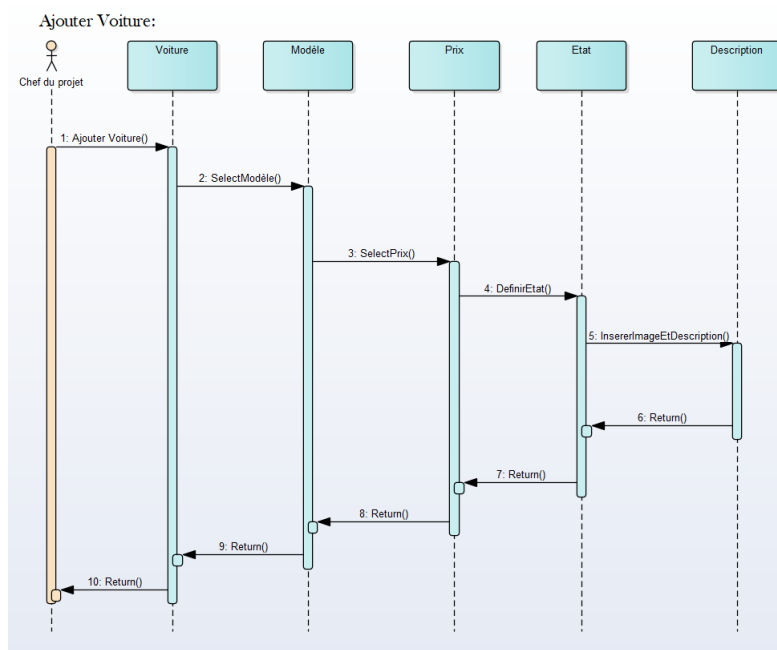 Ajouter Voiture:
Voiture
Modèle
Prix
Etat
Description
Chef du projet
1: Ajouter Voiture()
2: SelectModèle()
3: SelectPrix()
4: DefinirEtat()
5: InsererImageEtDescription()
6: Return()
7: Return()
8: Return()
9: Return()
10: Return()